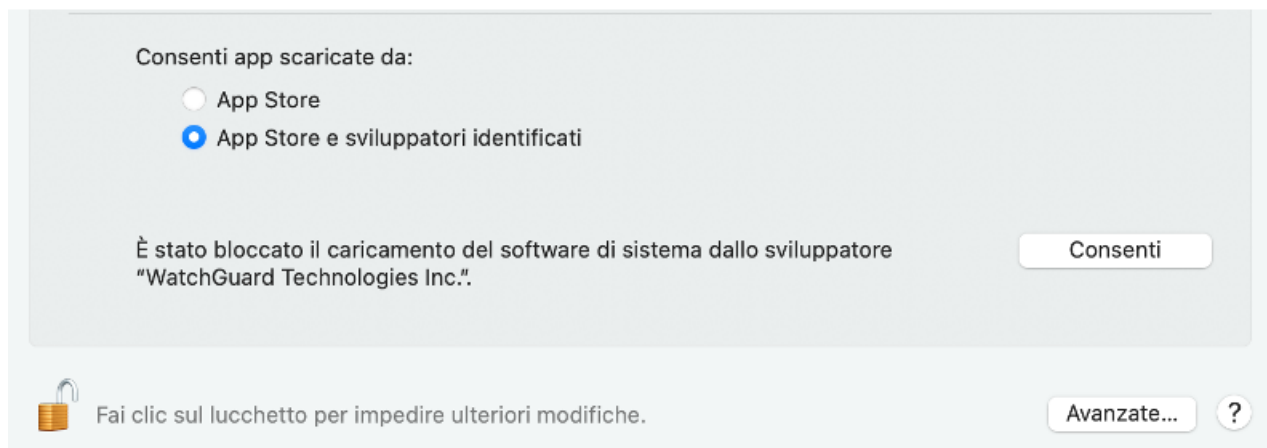 Consenti app scaricate da:
App Store
App Store e sviluppatori identificati
È stato bloccato il caricamento del software di sistema dallo sviluppatore
“WatchGuard Technologies Inc.”.
Consenti
Fai clic sul lucchetto per impedire ulteriori modifiche.
Avanzate...
?